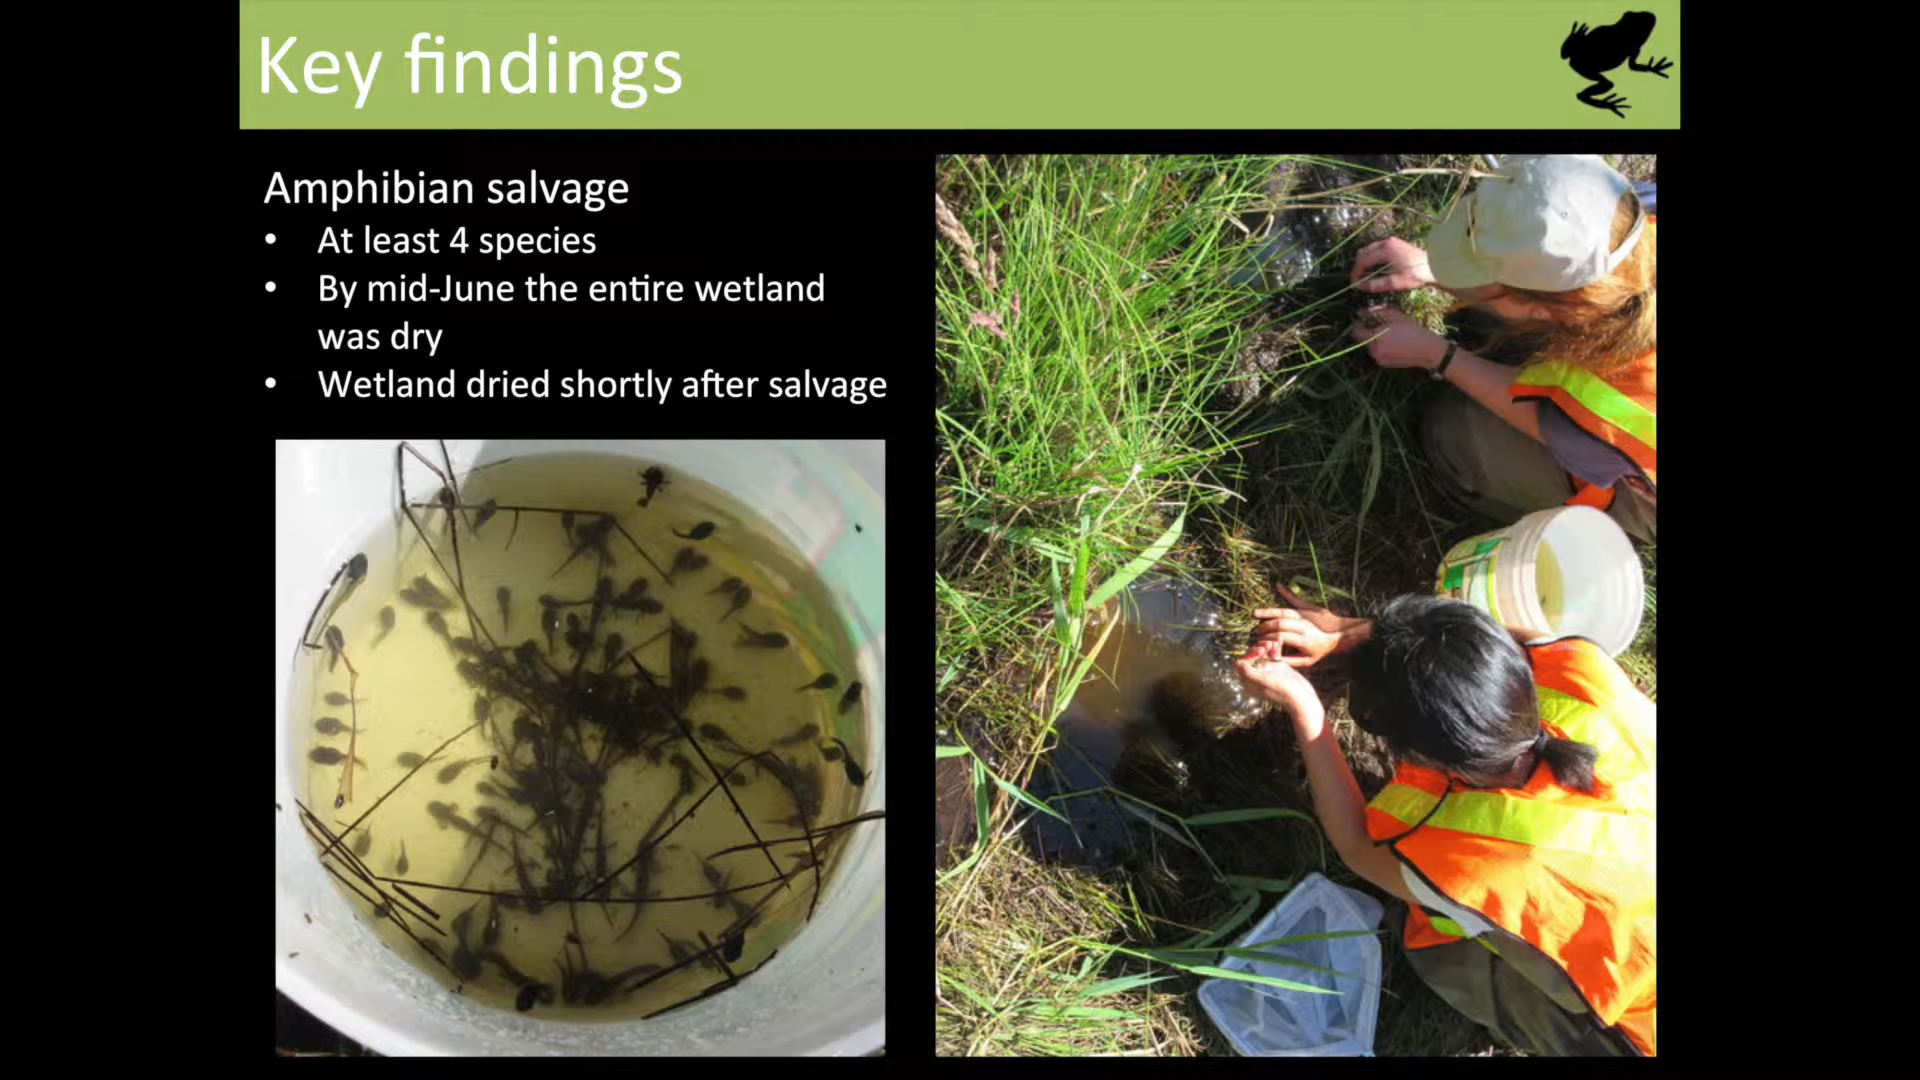 Key findings
Amphibian salvage
• At least 4 species
• By mid-June the entire wetland
was dry
• Wetland dried shortly after salvage